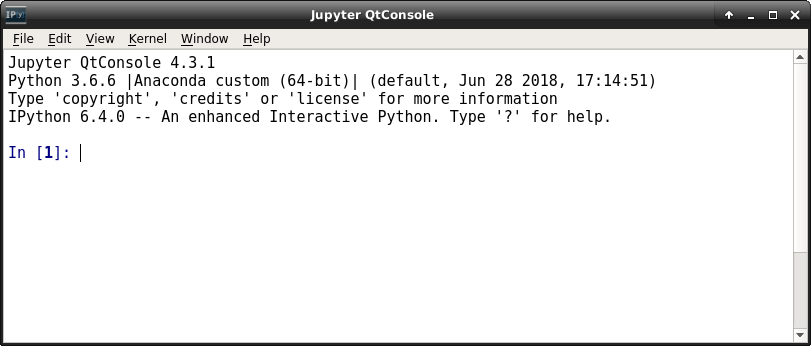 IP[y]
Jupyter QtConsole
File Edit View Kernel Window Help
Jupyter QtConsole 4.3.1
Python 3.6.6 |Anaconda custom (64-bit)| (default, Jun 28 2018, 17:14:51)
Type 'copyright', 'credits' or 'license' for more information
IPython 6.4.0 -- An enhanced Interactive Python. Type '?' for help.
In [1]: